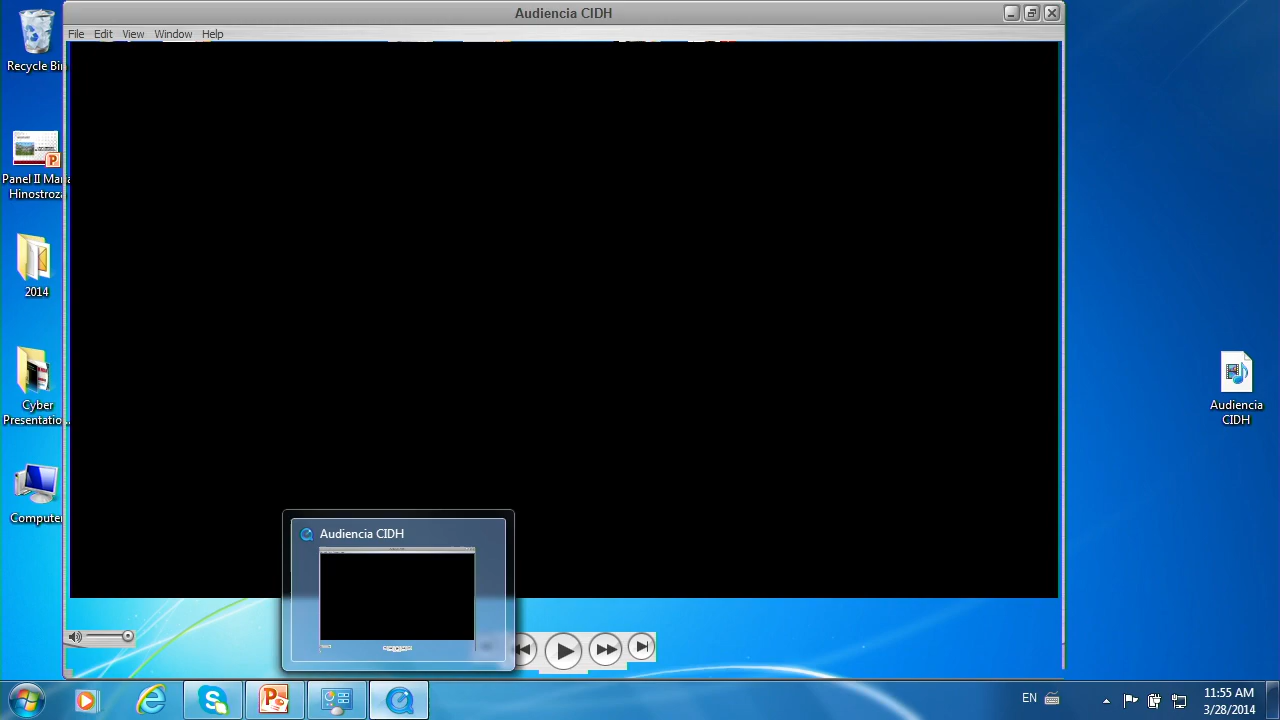 Audiencia CIDH
File Edit View Window Help
Recycle Bin
Panel II Mar
Hinostroza
2014
Cyber
Presentatio...
Computer
Audiencia
CIDH
Audiencia CIDH
EN
11:55 AM
3/28/2014